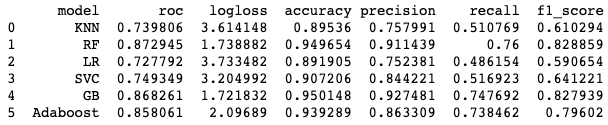 model roc logloss accuracy precision recall f1_score
0 KNN 0.739806 3.614148 0.89536 0.757991 0.510769 0.610294
1 RF 0.872945 1.738882 0.949654 0.911439 0.76 0.828859
2 LR 0.727792 3.733482 0.891905 0.752381 0.486154 0.590654
3 SVC 0.749349 3.204992 0.907206 0.844221 0.516923 0.641221
4 GB 0.868261 1.721832 0.950148 0.927481 0.747692 0.827939
5 Adaboost 0.858061 2.09689 0.939289 0.863309 0.738462 0.79602